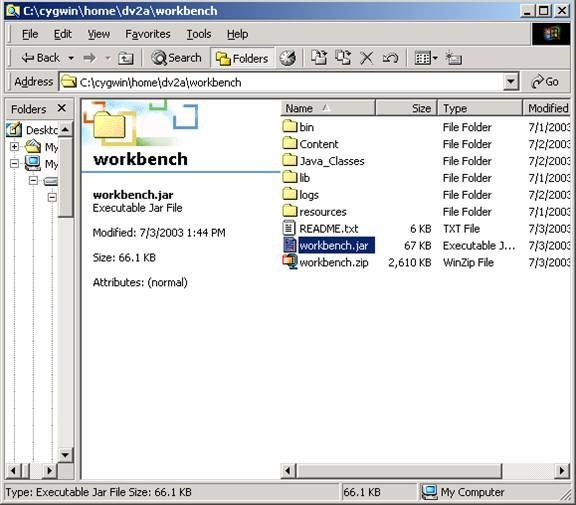 C:\cygwin\home\dv2a\workbench
File Edit View Favorites Tools Help
Back Search Folders
Address C:\cygwin\home\dv2a\workbench Go
Folders
Name Size Type Modified
Desktc
My
My
workbench
workbench.jar
Executable Jar File
Modified: 7/3/2003 1:44 PM
Size: 66.1 KB
Attributes: (normal)
bin File Folder 7/1/2003
Content File Folder 7/2/2003
Java_Classes File Folder 7/2/2003
lib File Folder 7/1/2003
logs File Folder 7/2/2003
resources File Folder 7/1/2003
README.txt 6 KB TXT File 7/3/2003
workbench.jar 67 KB Executable J... 7/3/2003
workbench.zip 2,610 KB WinZip File 7/3/2003
Type: Executable Jar File Size: 66.1 KB 66.1 KB My Computer